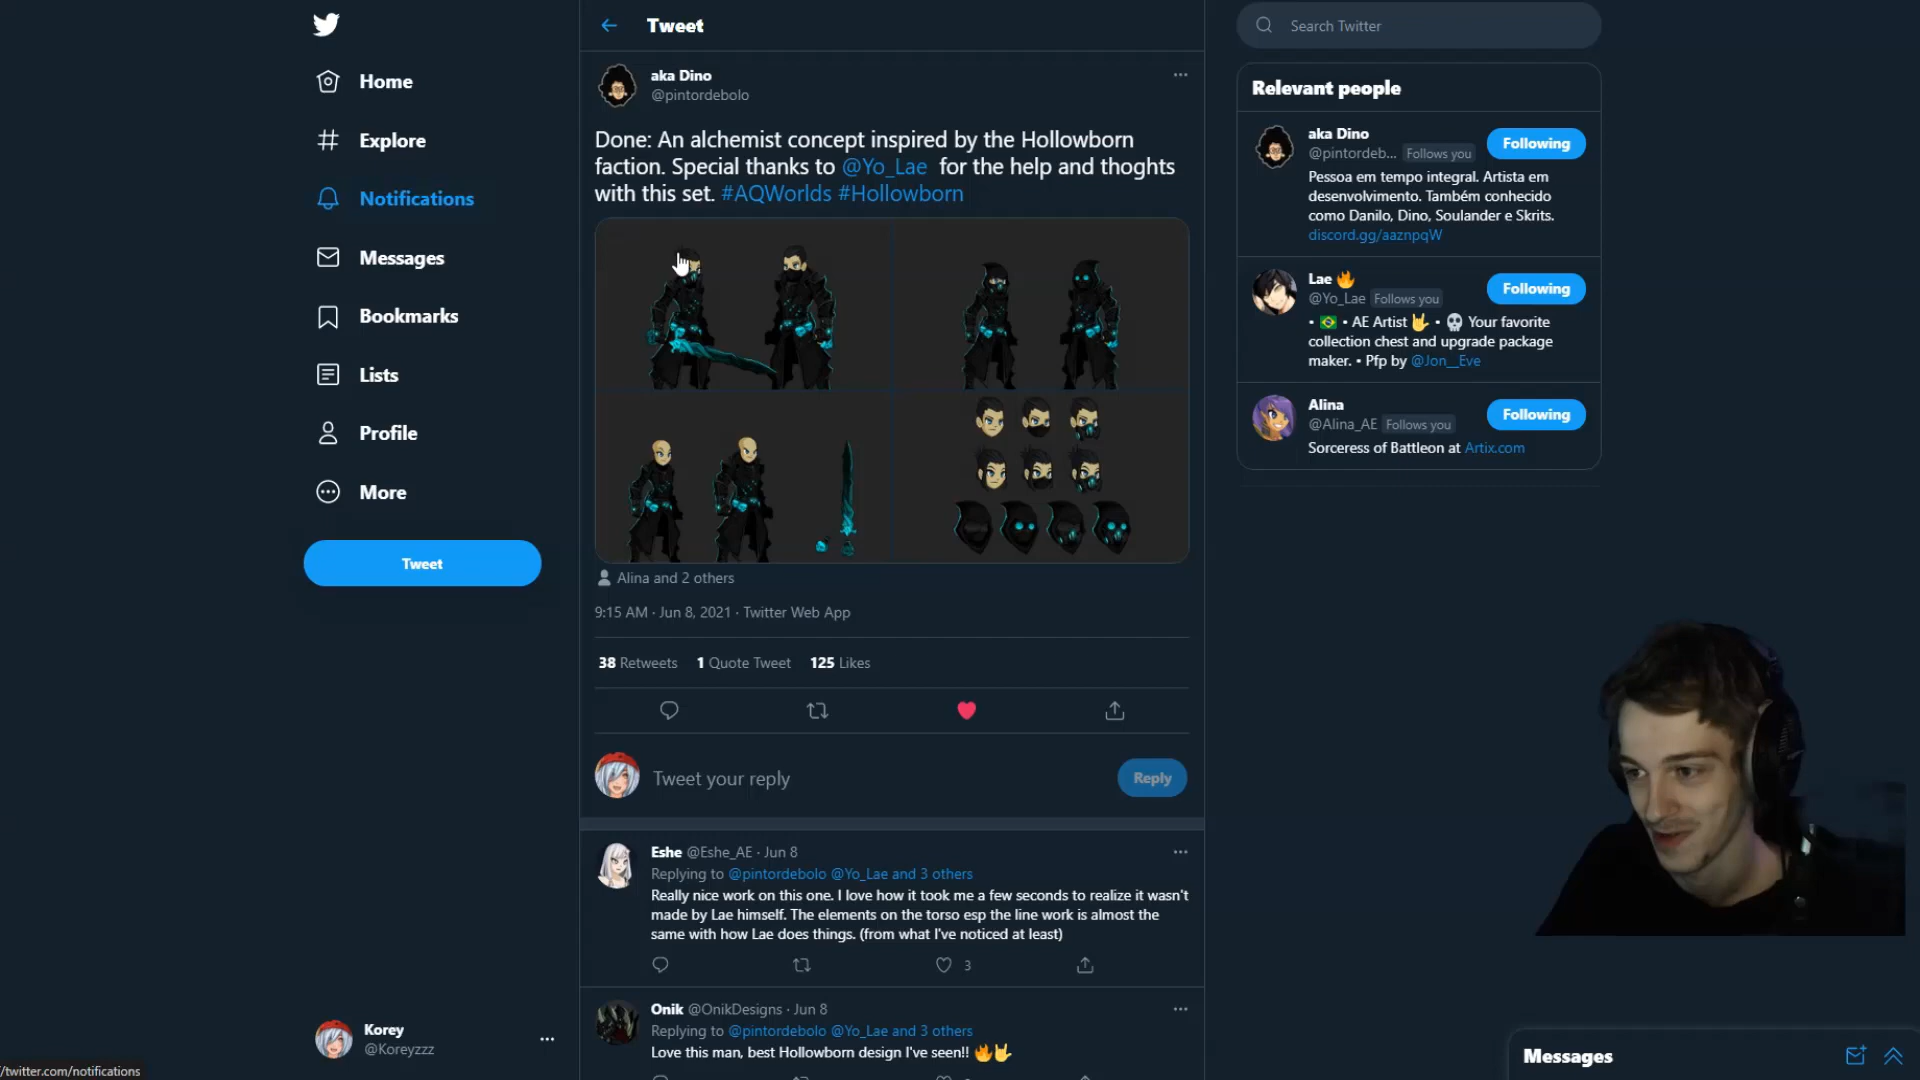 Home
Explore
Notifications
Messages
Bookmarks
Lists
Profile
More
Tweet
Korey
@Koreyzzz
/twitter.com/notifications
Tweet
aka Dino
@pintordebolo
Done: An alchemist concept inspired by the Hollowborn
faction. Special thanks to @Yo_Lae for the help and thoghts
with this set. #AQWorlds #Hollowborn
Alina and 2 others
9:15 AM · Jun 8, 2021 · Twitter Web App
38 Retweets 1 Quote Tweet 125 Likes
Tweet your reply
Reply
Eshe @Eshe_AE · Jun 8
Replying to @pintordebolo @Yo_Lae and 3 others
Really nice work on this one. I love how it took me a few seconds to realize it wasn't
made by Lae himself. The elements on the torso esp the line work is almost the
same with how Lae does things. (from what I've noticed at least)
3
Onik @OnikDesigns · Jun 8
Replying to @pintordebolo @Yo_Lae and 3 others
Love this man, best Hollowborn design I've seen!! 🔥🤟
Search Twitter
Relevant people
aka Dino
@pintordeb... Follows you
Following
Pessoa em tempo integral. Artista em
desenvolvimento. Também conhecido
como Danilo, Dino, Soulander e Skrits.
discord.gg/aaznpqW
Lae 🔥
@Yo_Lae Follows you
Following
• 🇧🇷 • AE Artist 🤟 • 💀 Your favorite
collection chest and upgrade package
maker. • Pfp by @Jon__Eve
Alina
@Alina_AE Follows you
Following
Sorceress of Battleon at Artix.com
Messages